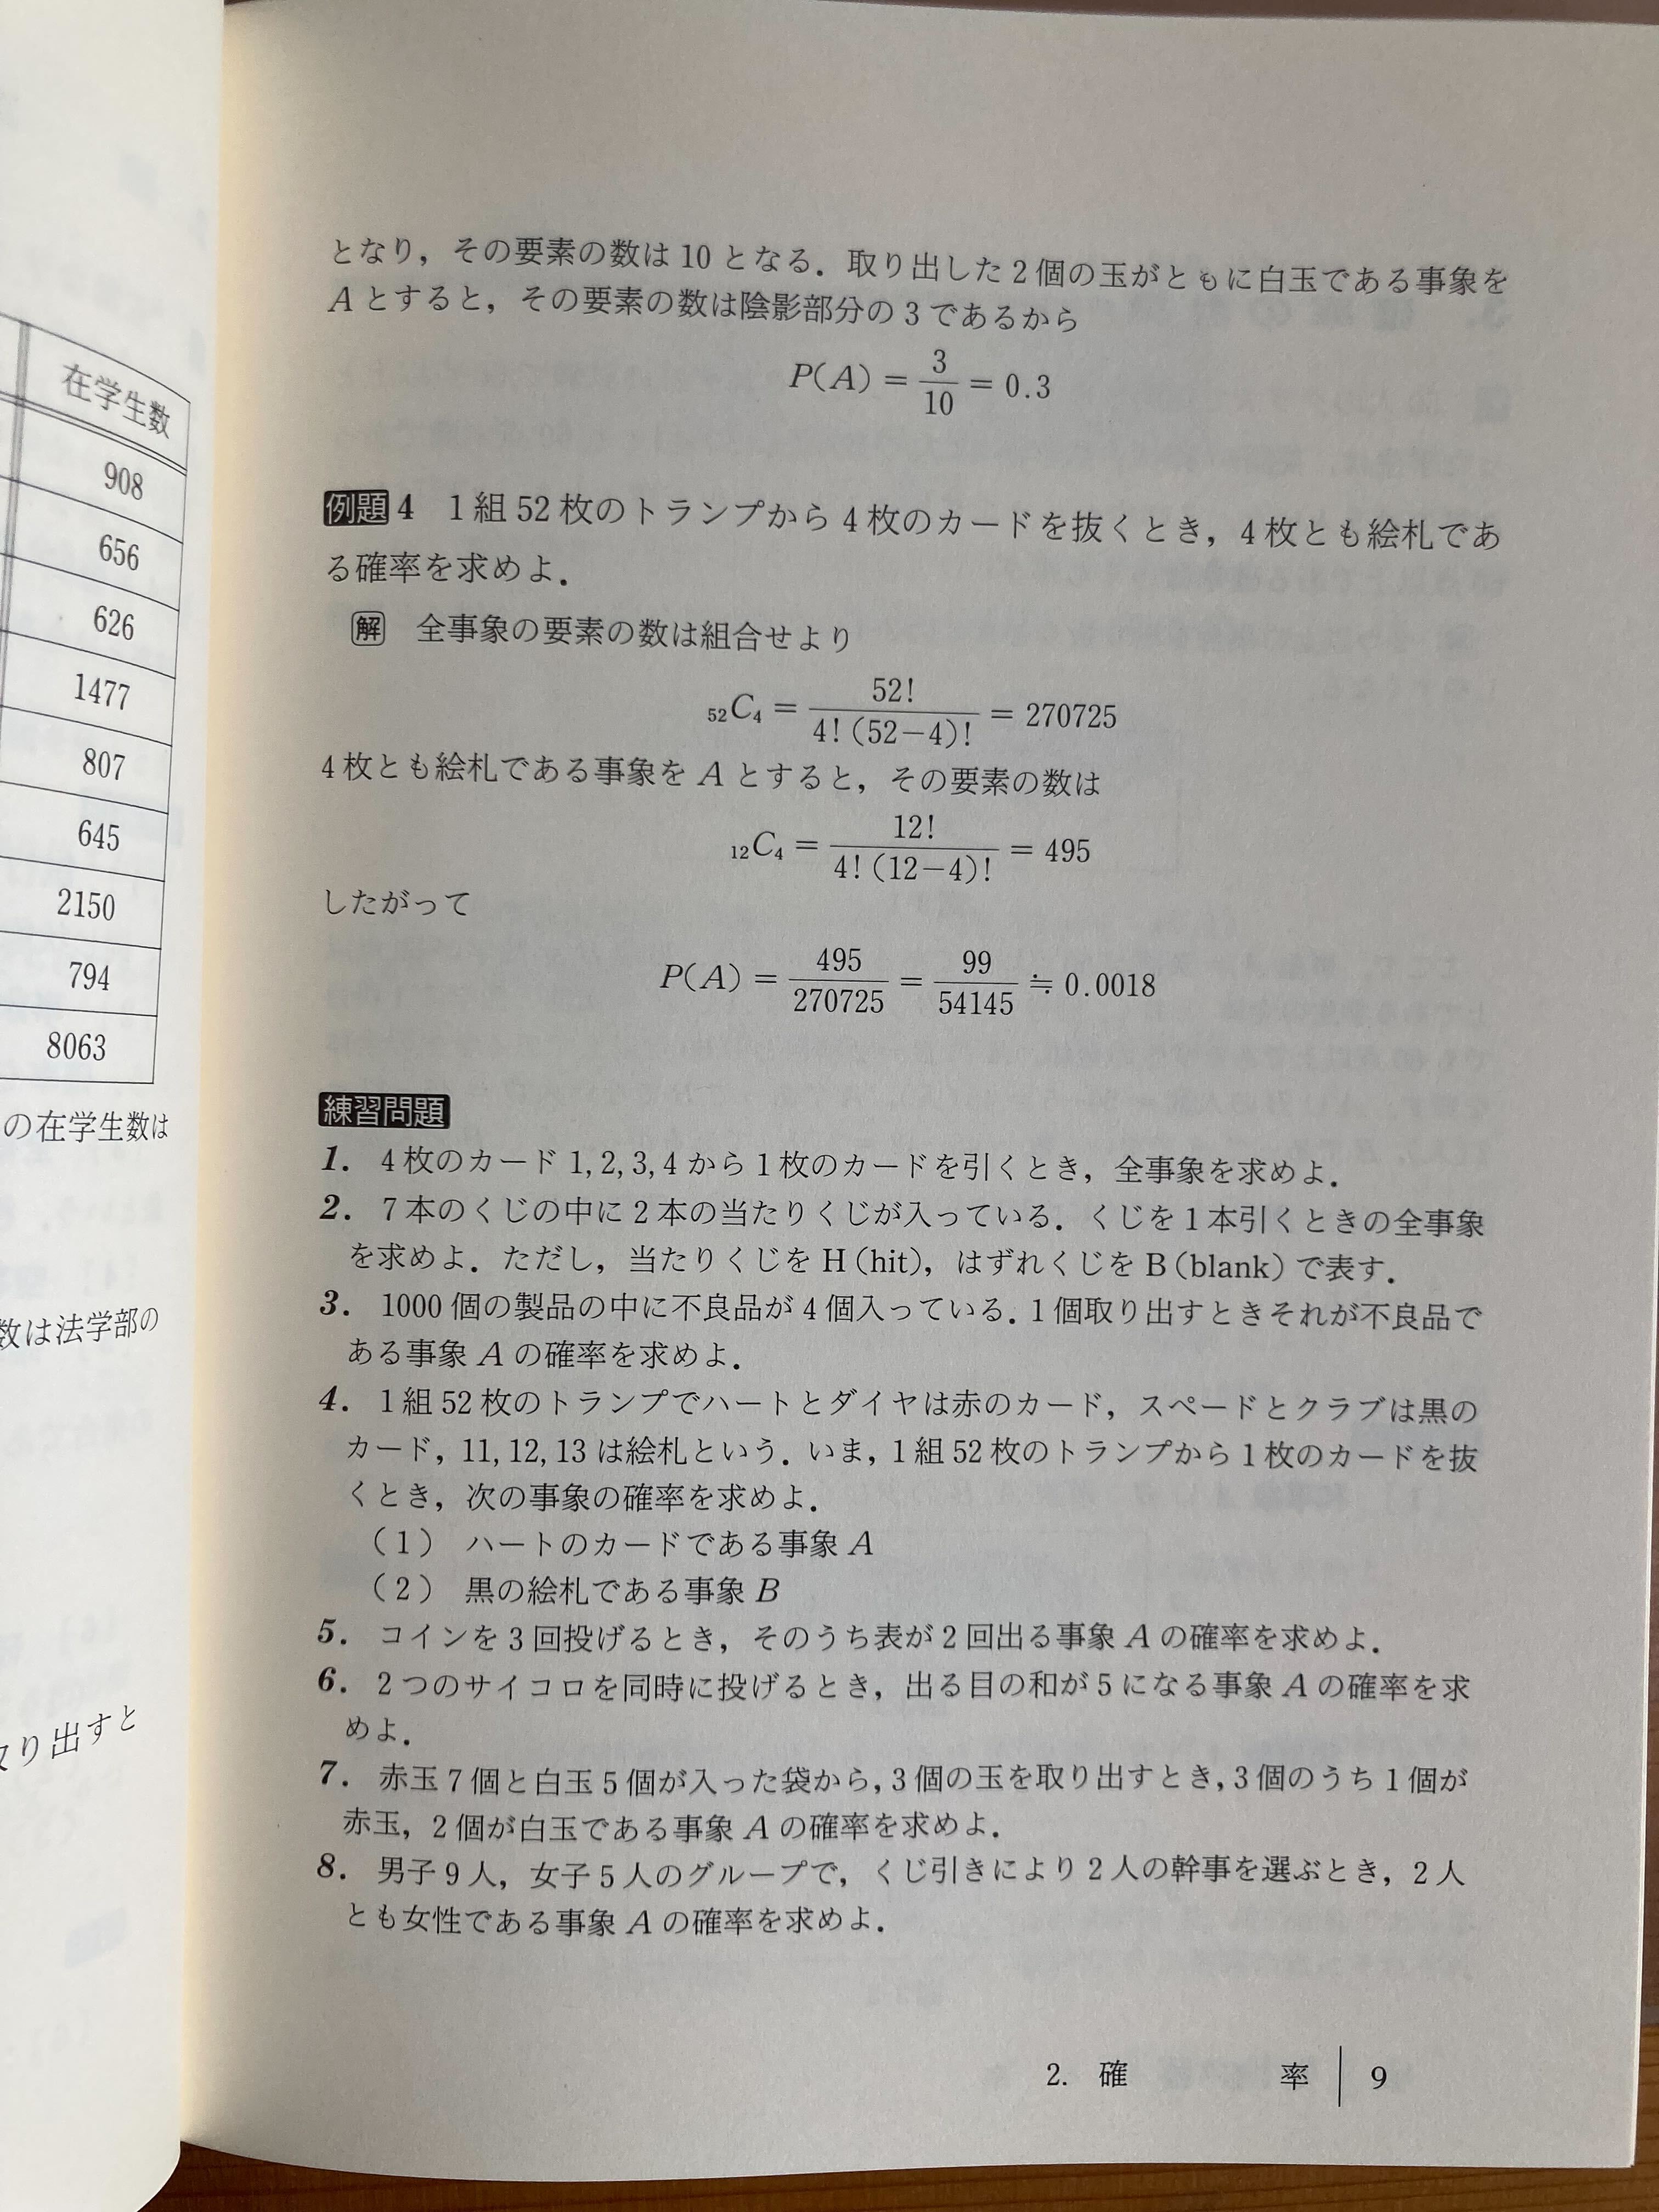 在学生数
908
656
626
1477
807
645
2150
794
8063
の在学生数は
数は法学部の
り出すと
となり，その要素の数は 10 となる．取り出した 2 個の玉がともに白玉である事象を
A とすると，その要素の数は陰影部分の 3 であるから
P(A) = 3/10 = 0.3
例題 4　1 組 52 枚のトランプから 4 枚のカードを抜くとき，4 枚とも絵札であ
る確率を求めよ．
解　全事象の要素の数は組合せより
₅₂C₄ = 52!/4!(52−4)! = 270725
4 枚とも絵札である事象を A とすると，その要素の数は
₁₂C₄ = 12!/4!(12−4)! = 495
したがって
P(A) = 495/270725 = 99/54145 ≒ 0.0018
練習問題
1．4 枚のカード 1, 2, 3, 4 から 1 枚のカードを引くとき，全事象を求めよ．
2．7 本のくじの中に 2 本の当たりくじが入っている．くじを 1 本引くときの全事象
を求めよ．ただし，当たりくじを H (hit)，はずれくじを B (blank) で表す．
3．1000 個の製品の中に不良品が 4 個入っている．1 個取り出すときそれが不良品で
ある事象 A の確率を求めよ．
4．1 組 52 枚のトランプでハートとダイヤは赤のカード，スペードとクラブは黒の
カード，11, 12, 13 は絵札という．いま，1 組 52 枚のトランプから 1 枚のカードを抜
くとき，次の事象の確率を求めよ．
（1）　ハートのカードである事象 A
（2）　黒の絵札である事象 B
5．コインを 3 回投げるとき，そのうち表が 2 回出る事象 A の確率を求めよ．
6．2 つのサイコロを同時に投げるとき，出る目の和が 5 になる事象 A の確率を求
めよ．
7．赤玉 7 個と白玉 5 個が入った袋から，3 個の玉を取り出すとき，3 個のうち 1 個が
赤玉，2 個が白玉である事象 A の確率を求めよ．
8．男子 9 人，女子 5 人のグループで，くじ引きにより 2 人の幹事を選ぶとき，2 人
とも女性である事象 A の確率を求めよ．
2.　確　率　9